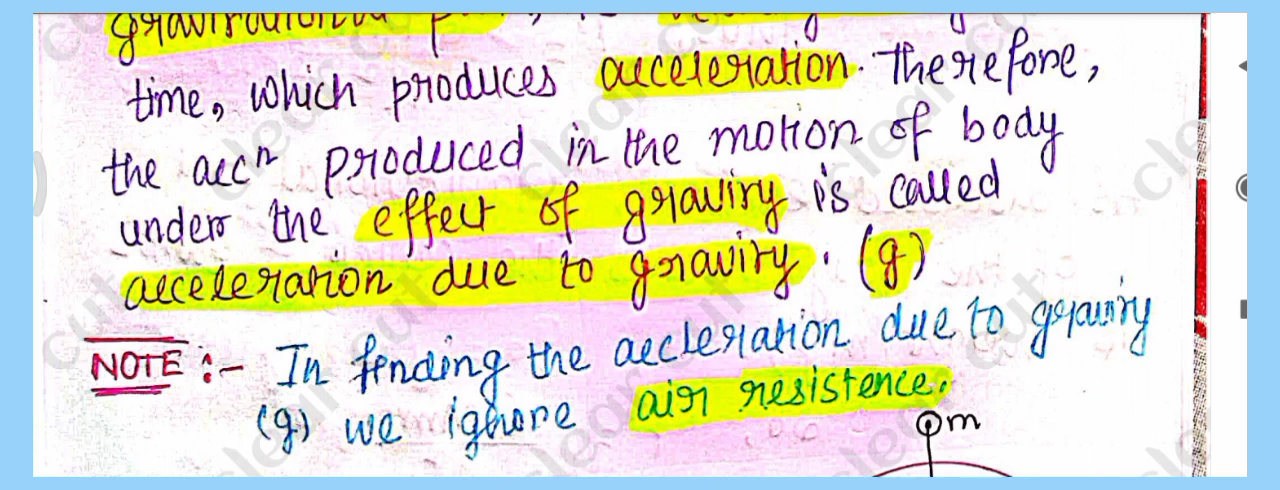 time, which produces acceleration. Therefore,
the accn produced in the motion of body
under the effect of gravity is called
acceleration due to gravity. (g)
NOTE :- In finding the accleration due to gravity
(g) we ignore air resistence.
m